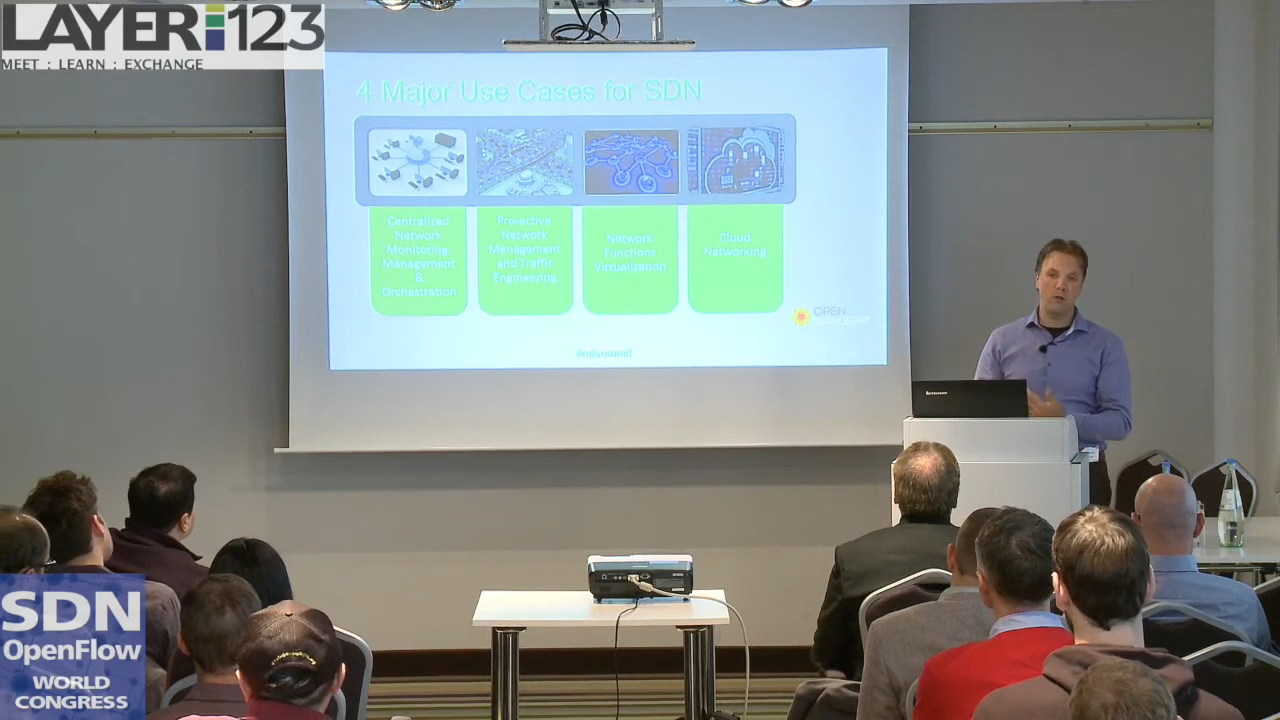 LAYER123
MEET : LEARN : EXCHANGE
4 Major Use Cases for SDN
Centralized
Network
Monitoring
Management
&
Orchestration
Pro-active
Network
Management
and Traffic
Engineering
Network
Functions
Virtualization
Cloud
Networking
OPEN
#odsummit
lenovo
SDN
OpenFlow
WORLD
CONGRESS